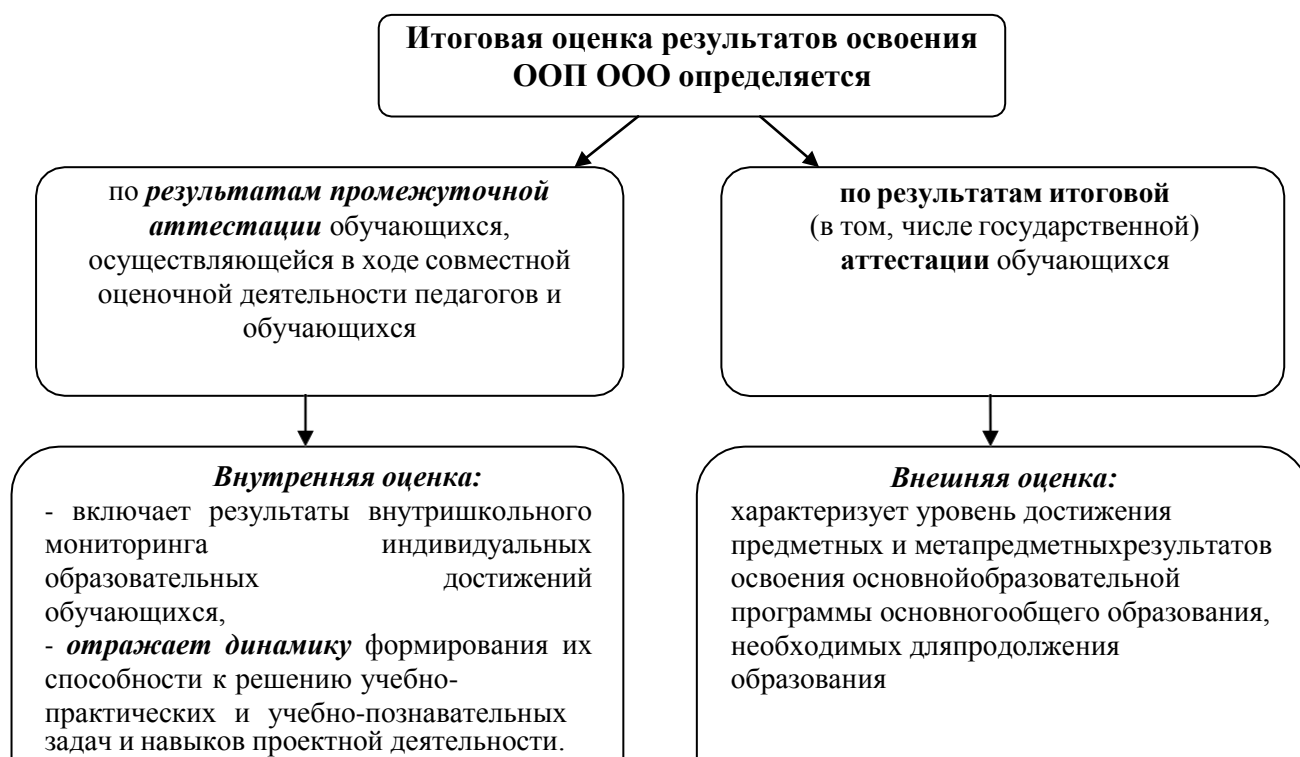 Итоговая оценка результатов освоения
ООП ООО определяется
по результатам промежуточной
аттестации обучающихся,
осуществляющейся в ходе совместной
оценочной деятельности педагогов и
обучающихся
по результатам итоговой
(в том, числе государственной)
аттестации обучающихся
Внутренняя оценка:
- включает результаты внутришкольного
мониторинга индивидуальных
образовательных достижений
обучающихся,
- отражает динамику формирования их
способности к решению учебно-
практических и учебно-познавательных
задач и навыков проектной деятельности.
Внешняя оценка:
характеризует уровень достижения
предметных и метапредметныхрезультатов
освоения основнойобразовательной
программы основногообщего образования,
необходимых дляпродолжения
образования